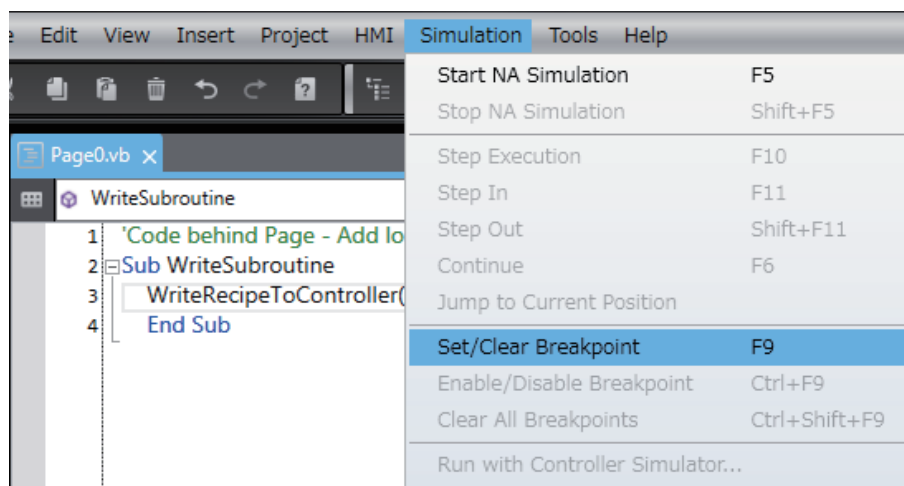 Edit View Insert Project HMI Simulation Tools Help
Start NA Simulation F5
Stop NA Simulation Shift+F5
Step Execution F10
Step In F11
Step Out Shift+F11
Continue F6
Jump to Current Position
Set/Clear Breakpoint F9
Enable/Disable Breakpoint Ctrl+F9
Clear All Breakpoints Ctrl+Shift+F9
Run with Controller Simulator...
Page0.vb
WriteSubroutine
1 'Code behind Page - Add lo
2 Sub WriteSubroutine
3 WriteRecipeToController(
4 End Sub